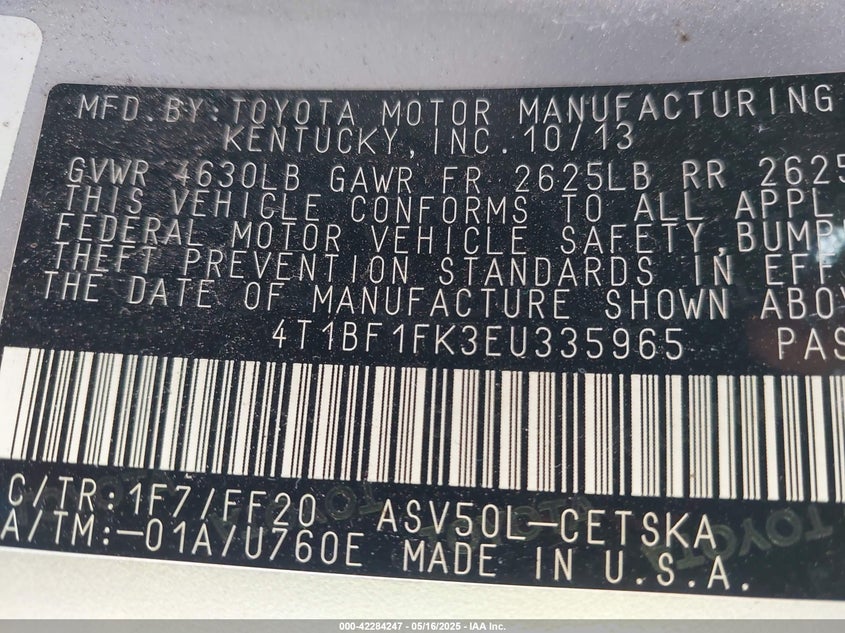 MFD.BY:TOYOTA MOTOR MANUFACTURING
KENTUCKY,INC. 10/13
GVWR 4630LB GAWR FR 2625LB RR 2625
THIS VEHICLE CONFORMS TO ALL APPL
FEDERAL MOTOR VEHICLE SAFETY,BUMP
THEFT PREVENTION STANDARDS IN EFF
THE DATE OF MANUFACTURE SHOWN ABOV
4T1BF1FK3EU335965 PAS
C/TR:1F7/FF20 ASV50L-CETSKA
A/TM:-01A/U760E MADE IN U.S.A.
TOYOTA
000-42284247 - 05/16/2025 - IAA Inc.